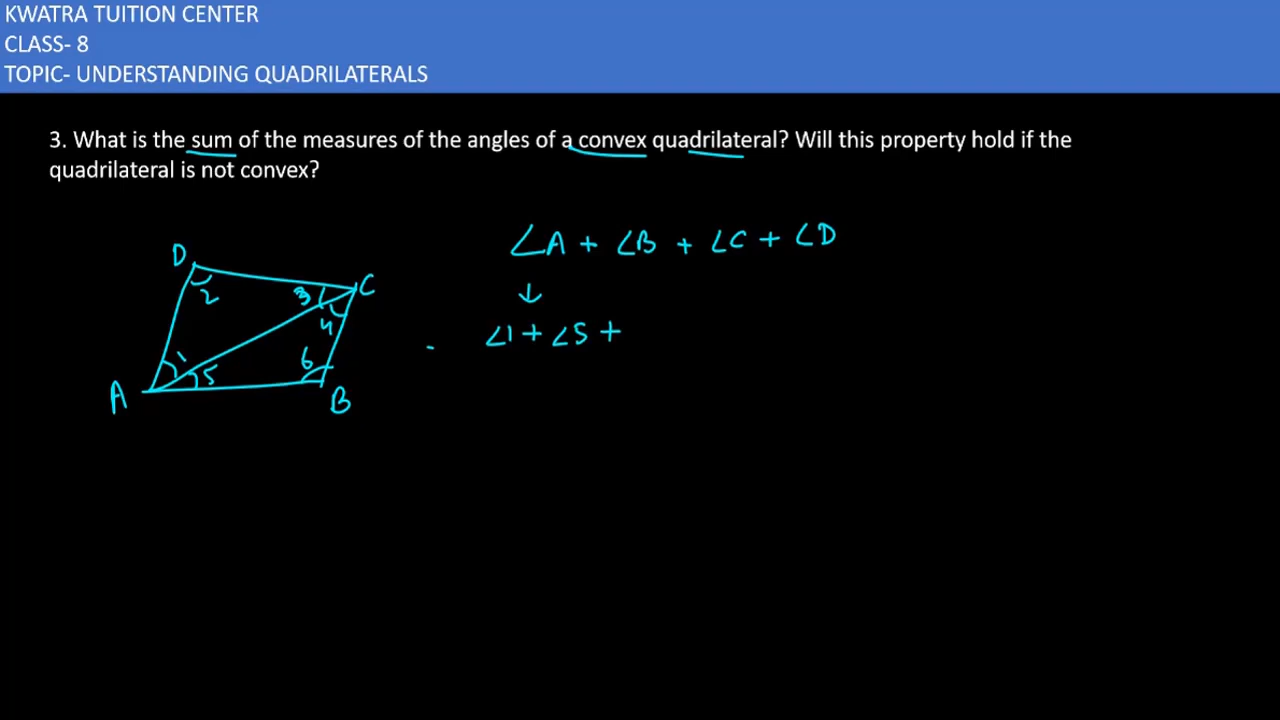 KWATRA TUITION CENTER
CLASS- 8
TOPIC- UNDERSTANDING QUADRILATERALS
3. What is the sum of the measures of the angles of a convex quadrilateral? Will this property hold if the
quadrilateral is not convex?
∠A + ∠B + ∠C + ∠D
↓
∠1 + ∠5 +
D
2
3
C
4
1
5
6
A
B